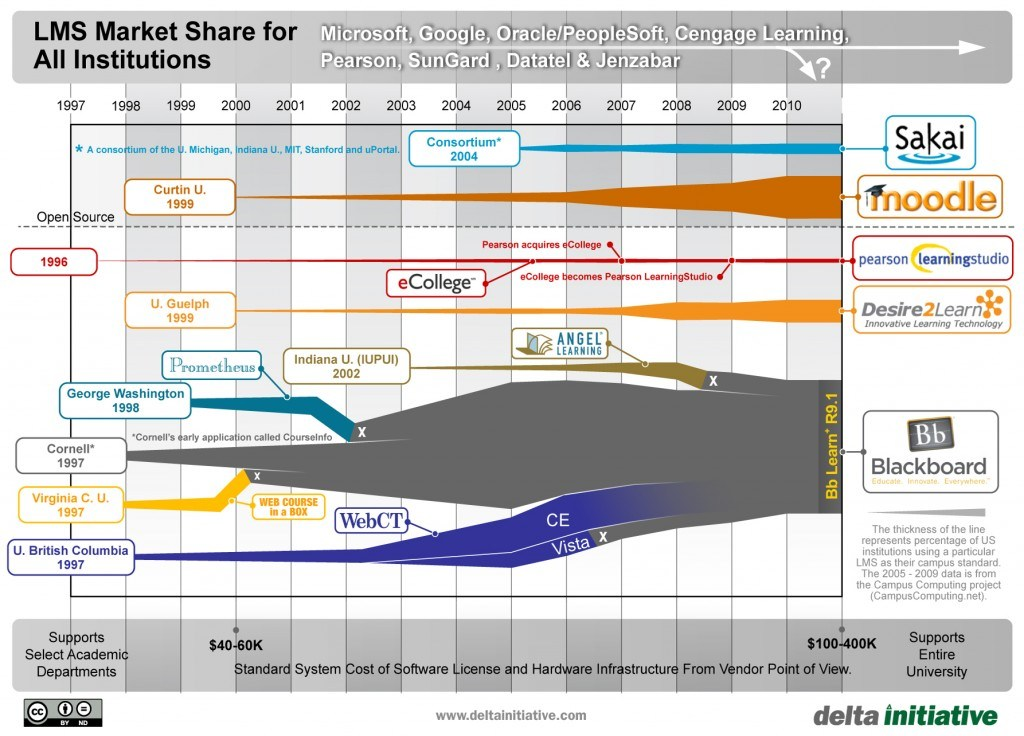 LMS Market Share for
All Institutions
Microsoft, Google, Oracle/PeopleSoft, Cengage Learning,
Pearson, SunGard , Datatel & Jenzabar
?
1997 1998 1999 2000 2001 2002 2003 2004 2005 2006 2007 2008 2009 2010
* A consortium of the U. Michigan, Indiana U., MIT, Stanford and uPortal.
Consortium*
2004
Sakai
Curtin U.
1999
moodle
Open Source
1996
Pearson acquires eCollege
eCollege
eCollege becomes Pearson LearningStudio
pearson learningstudio
U. Guelph
1999
Desire2Learn
Innovative Learning Technology
Prometheus
Indiana U. (IUPUI)
2002
ANGEL
LEARNING
X
George Washington
1998
X
*Cornell's early application called CourseInfo
Cornell*
1997
X
Virginia C. U.
1997
WEB COURSE
in a BOX
WebCT
CE
Vista
X
U. British Columbia
1997
Bb Learn+ R9.1
Bb
Blackboard
Educate. Innovate. Everywhere.™
The thickness of the line
represents percentage of US
institutions using a particular
LMS as their campus standard.
The 2005 - 2009 data is from
the Campus Computing project
(CampusComputing.net).
Supports
Select Academic
Departments
$40-60K
Standard System Cost of Software License and Hardware Infrastructure From Vendor Point of View.
$100-400K
Supports
Entire
University
cc
BY ND
www.deltainitiative.com
delta initiative